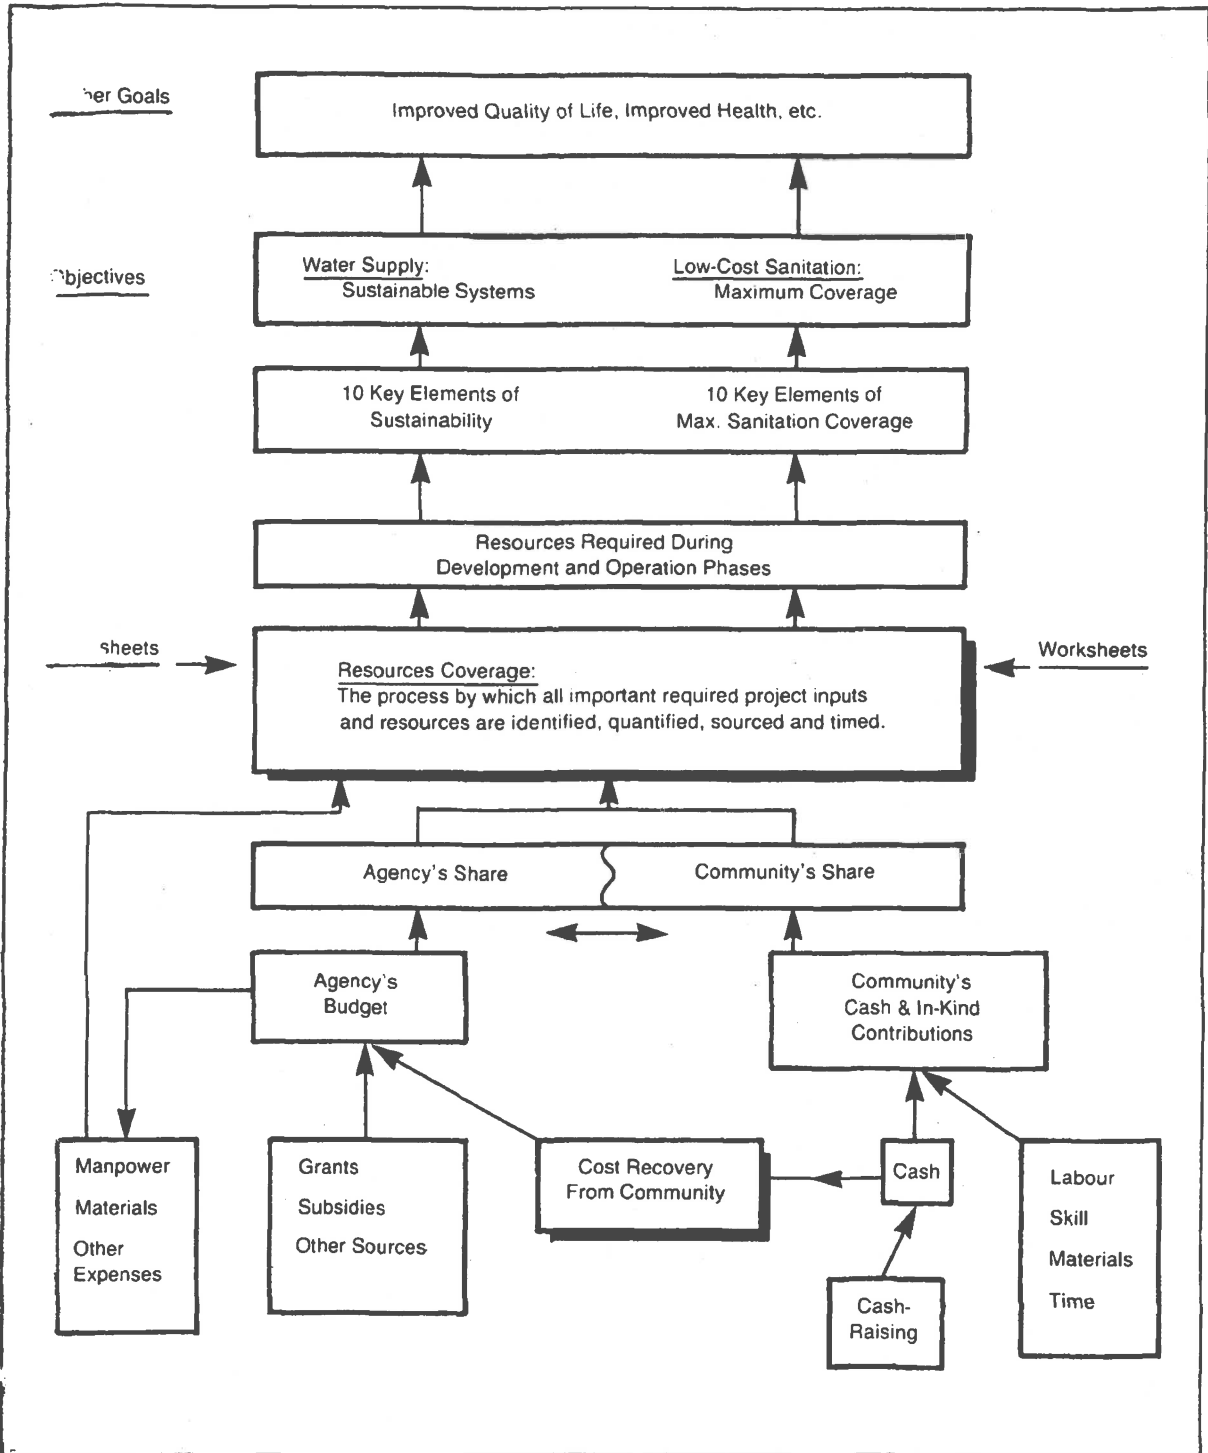 Goals
Improved Quality of Life, Improved Health, etc.
Objectives
Water Supply:
Sustainable Systems
Low-Cost Sanitation:
Maximum Coverage
10 Key Elements of
Sustainability
10 Key Elements of
Max. Sanitation Coverage
Resources Required During
Development and Operation Phases
sheets
Worksheets
Resources Coverage:
The process by which all important required project inputs
and resources are identified, quantified, sourced and timed.
Agency's Share
Community's Share
Agency's
Budget
Community's
Cash & In-Kind
Contributions
Manpower
Materials
Other
Expenses
Grants
Subsidies
Other Sources
Cost Recovery
From Community
Cash
Cash-
Raising
Labour
Skill
Materials
Time